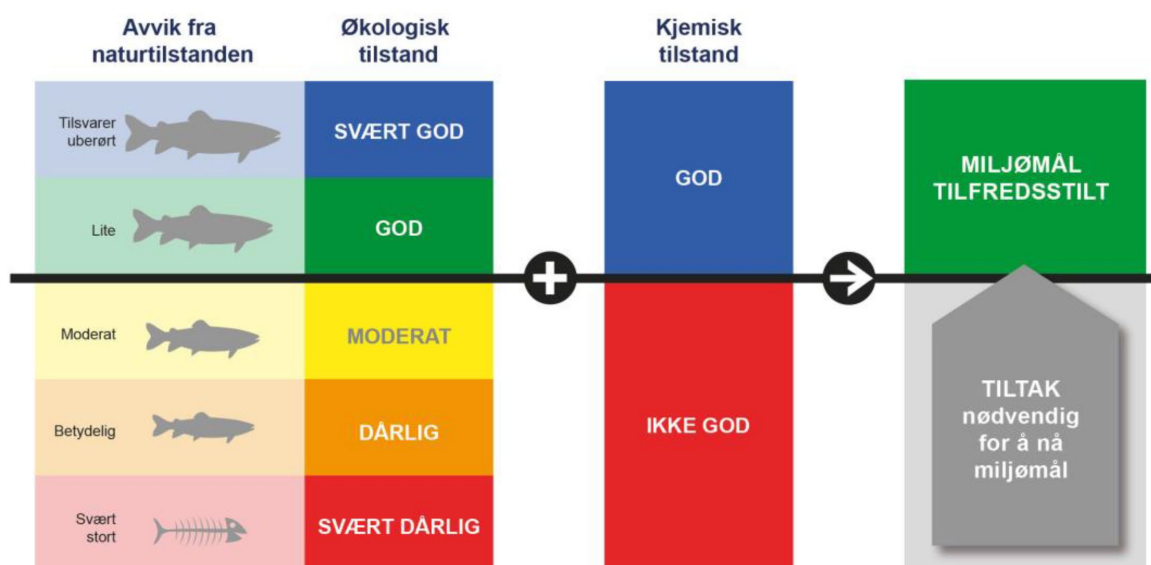 Avvik fra
naturtilstanden
Økologisk
tilstand
Kjemisk
tilstand
Tilsvarer
uberørt
SVÆRT GOD
Lite
GOD
GOD
MILJØMÅL
TILFREDSSTILT
Moderat
MODERAT
Betydelig
DÅRLIG
Svært
stort
SVÆRT DÅRLIG
IKKE GOD
TILTAK
nødvendig
for å nå
miljømål